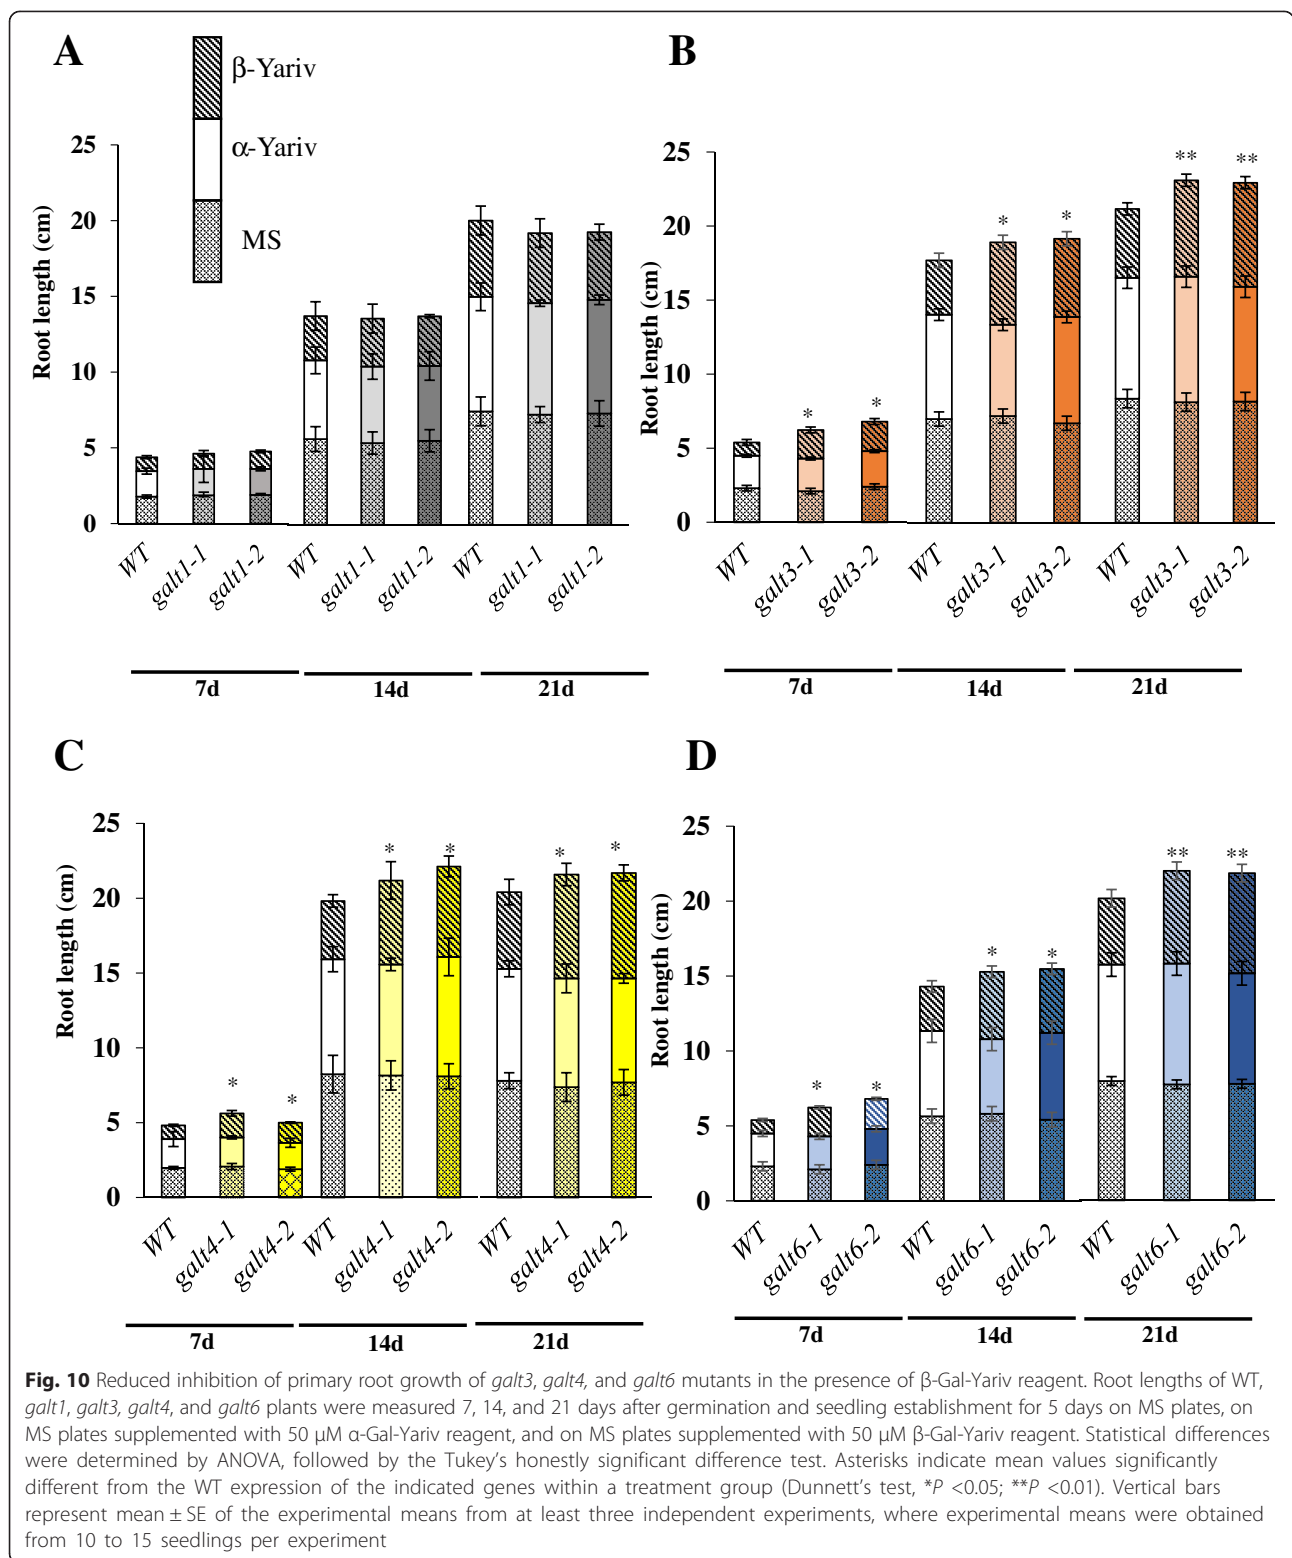 A
β-Yariv
α-Yariv
MS
Root length (cm)
25
20
15
10
5
0
WT galt1-1 galt1-2 WT galt1-1 galt1-2 WT galt1-1 galt1-2
7d 14d 21d
B
Root length (cm)
25
20
15
10
5
0
* * * * ** **
WT galt3-1 galt3-2 WT galt3-1 galt3-2 WT galt3-1 galt3-2
7d 14d 21d
C
Root length (cm)
25
20
15
10
5
0
* * * * * *
WT galt4-1 galt4-2 WT galt4-1 galt4-2 WT galt4-1 galt4-2
7d 14d 21d
D
Root length (cm)
25
20
15
10
5
0
* * * * ** **
WT galt6-1 galt6-2 WT galt6-1 galt6-2 WT galt6-1 galt6-2
7d 14d 21d
Fig. 10 Reduced inhibition of primary root growth of galt3, galt4, and galt6 mutants in the presence of β-Gal-Yariv reagent. Root lengths of WT,
galt1, galt3, galt4, and galt6 plants were measured 7, 14, and 21 days after germination and seedling establishment for 5 days on MS plates, on
MS plates supplemented with 50 μM α-Gal-Yariv reagent, and on MS plates supplemented with 50 μM β-Gal-Yariv reagent. Statistical differences
were determined by ANOVA, followed by the Tukey's honestly significant difference test. Asterisks indicate mean values significantly
different from the WT expression of the indicated genes within a treatment group (Dunnett's test, *P <0.05; **P <0.01). Vertical bars
represent mean ± SE of the experimental means from at least three independent experiments, where experimental means were obtained
from 10 to 15 seedlings per experiment